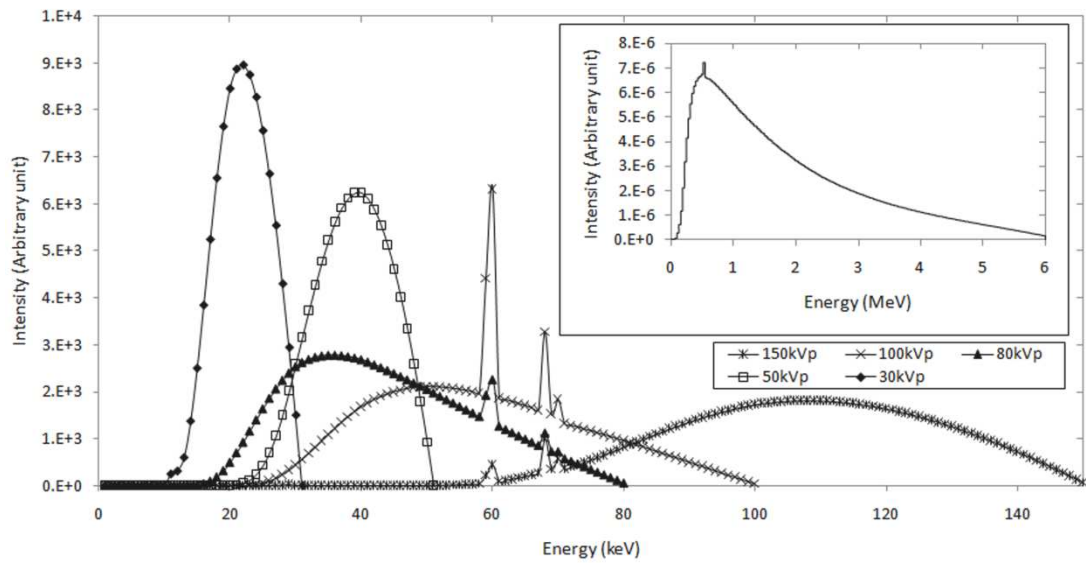 1.E+4
9.E+3
8.E+3
7.E+3
6.E+3
5.E+3
4.E+3
3.E+3
2.E+3
1.E+3
0.E+0
Intensity (Arbitrary unit)
0 20 40 60 80 100 120 140
Energy (keV)
8.E-6
7.E-6
6.E-6
5.E-6
4.E-6
3.E-6
2.E-6
1.E-6
0.E+0
Intensity (Arbitrary unit)
0 1 2 3 4 5 6
Energy (MeV)
150kVp 100kVp 80kVp
50kVp 30kVp